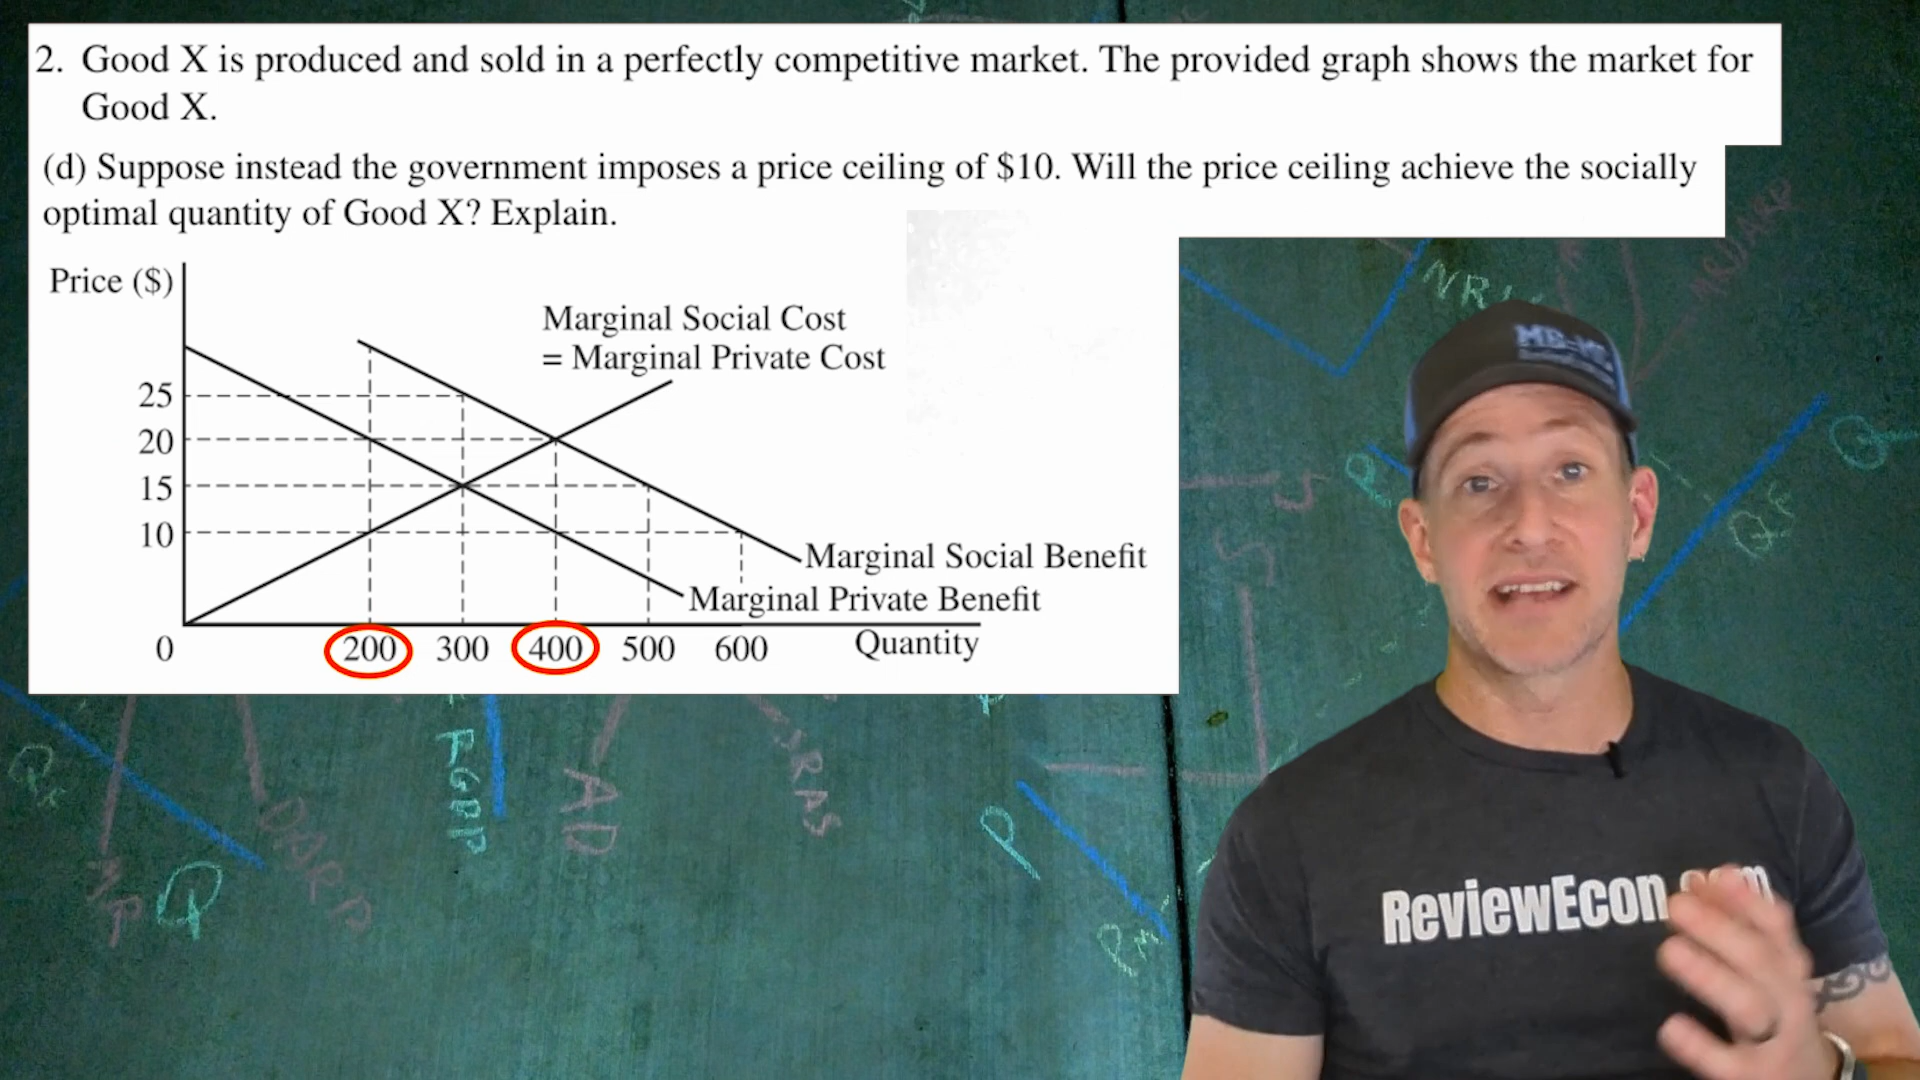 2. Good X is produced and sold in a perfectly competitive market. The provided graph shows the market for
Good X.
(d) Suppose instead the government imposes a price ceiling of $10. Will the price ceiling achieve the socially
optimal quantity of Good X? Explain.
Price ($)
Marginal Social Cost
= Marginal Private Cost
25
20
15
10
Marginal Social Benefit
Marginal Private Benefit
0
200
300
400
500
600
Quantity
P
Q
AD
SRAS
P
Q